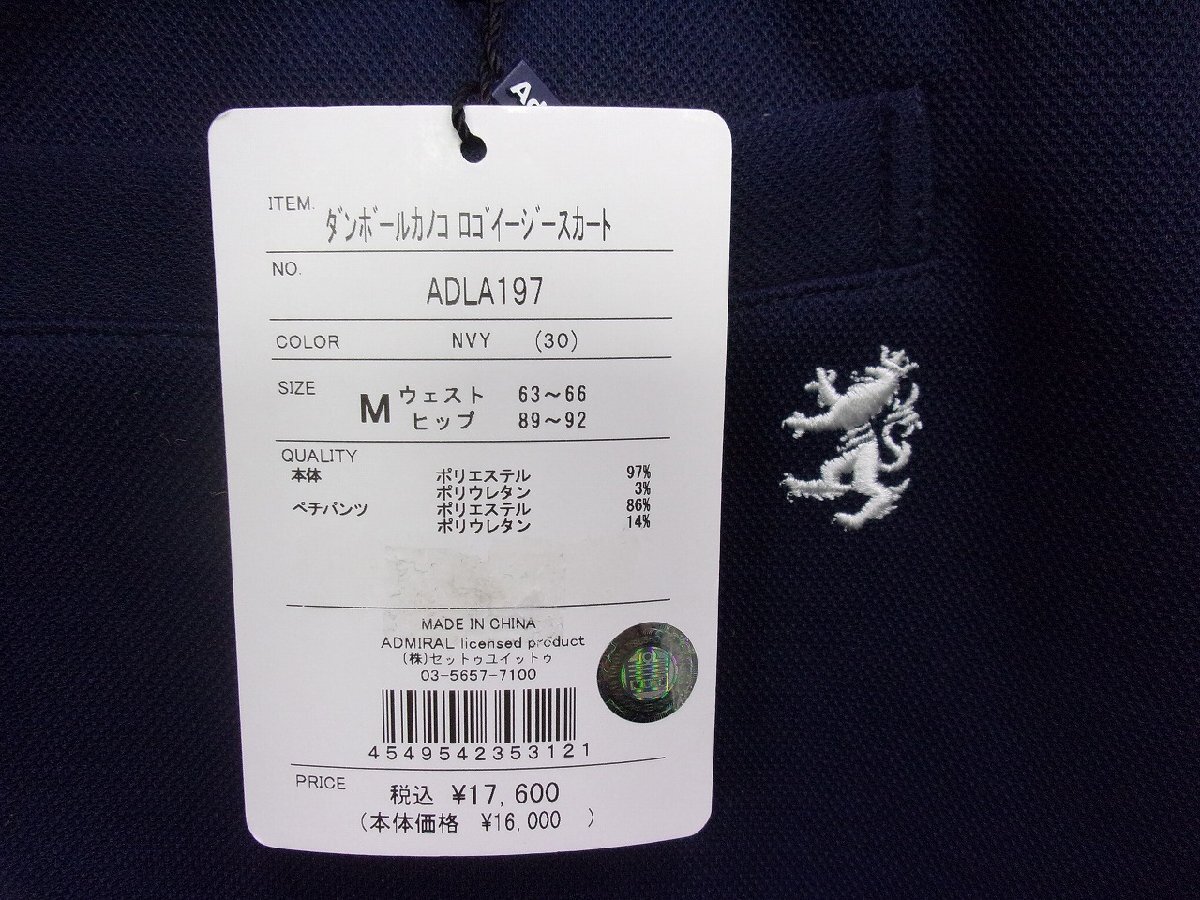 Ad
ITEM. ダンボールカノコ ロゴイージースカート
NO. ADLA197
COLOR NVY (30)
SIZE M ウェスト 63～66
ヒップ 89～92
QUALITY
本体 ポリエステル 97%
ポリウレタン 3%
ペチパンツ ポリエステル 86%
ポリウレタン 14%
MADE IN CHINA
ADMIRAL licensed product
(株)セットゥユイットゥ
03-5657-7100
4549542353121
PRICE 税込 ¥17,600
(本体価格 ¥16,000 )